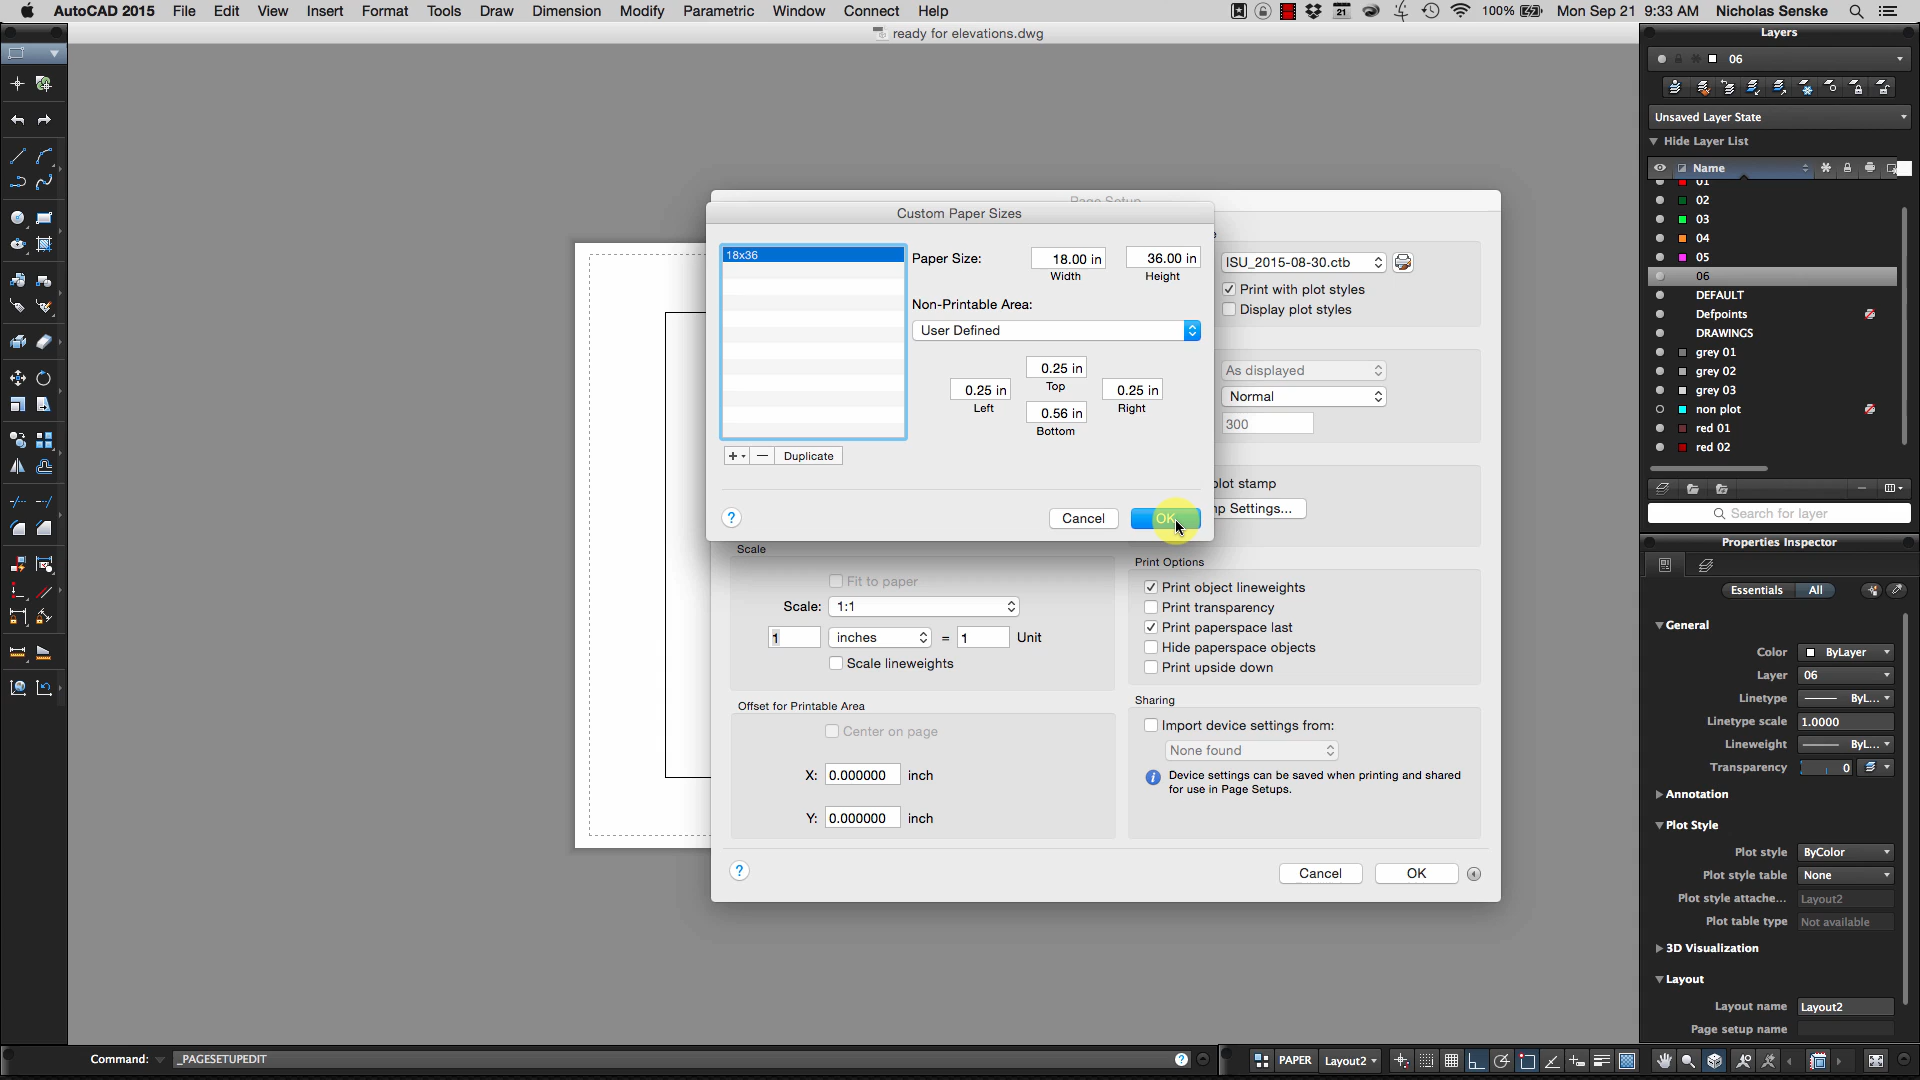 AutoCAD 2015 File Edit View Insert Format Tools Draw Dimension Modify Parametric Window Connect Help
21 100% Mon Sep 21 9:33 AM Nicholas Senske
ready for elevations.dwg
Page Setup
Custom Paper Sizes
18x36
Paper Size: 18.00 in 36.00 in
Width Height
Non-Printable Area:
User Defined
0.25 in
Top
0.25 in 0.25 in
Left Right
0.56 in
Bottom
+ − Duplicate
? Cancel OK
ISU_2015-08-30.ctb
Print with plot styles
Display plot styles
As displayed
Normal
300
plot stamp
Settings...
Scale
Fit to paper
Scale: 1:1
1 inches = 1 Unit
Scale lineweights
Offset for Printable Area
Center on page
X: 0.000000 inch
Y: 0.000000 inch
Print Options
Print object lineweights
Print transparency
Print paperspace last
Hide paperspace objects
Print upside down
Sharing
Import device settings from:
None found
Device settings can be saved when printing and shared
for use in Page Setups.
? Cancel OK
Layers
06
Unsaved Layer State
Hide Layer List
Name
01
02
03
04
05
06
DEFAULT
Defpoints
DRAWINGS
grey 01
grey 02
grey 03
non plot
red 01
red 02
Search for layer
Properties Inspector
Essentials All
General
Color ByLayer
Layer 06
Linetype ByL...
Linetype scale 1.0000
Lineweight ByL...
Transparency 0
Annotation
Plot Style
Plot style ByColor
Plot style table None
Plot style attache... Layout2
Plot table type Not available
3D Visualization
Layout
Layout name Layout2
Page setup name
Command: _PAGESETUPEDIT ?
PAPER Layout2